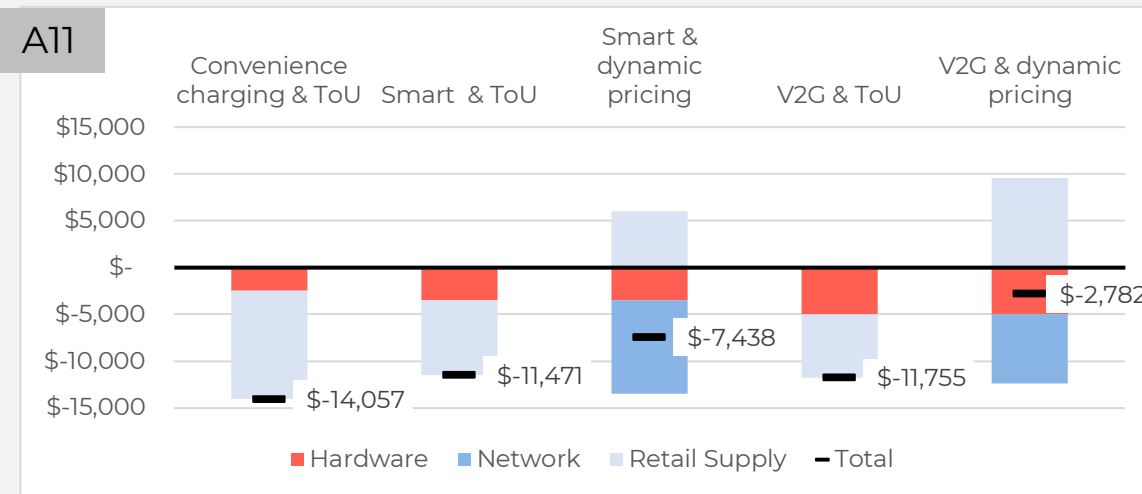 A11
Convenience
charging & ToU
Smart & ToU
Smart &
dynamic
pricing
V2G & ToU
V2G & dynamic
pricing
$15,000
$10,000
$5,000
$-
$-5,000
$-10,000
$-15,000
$-14,057
$-11,471
$-7,438
$-11,755
$-2,782
Hardware Network Retail Supply Total